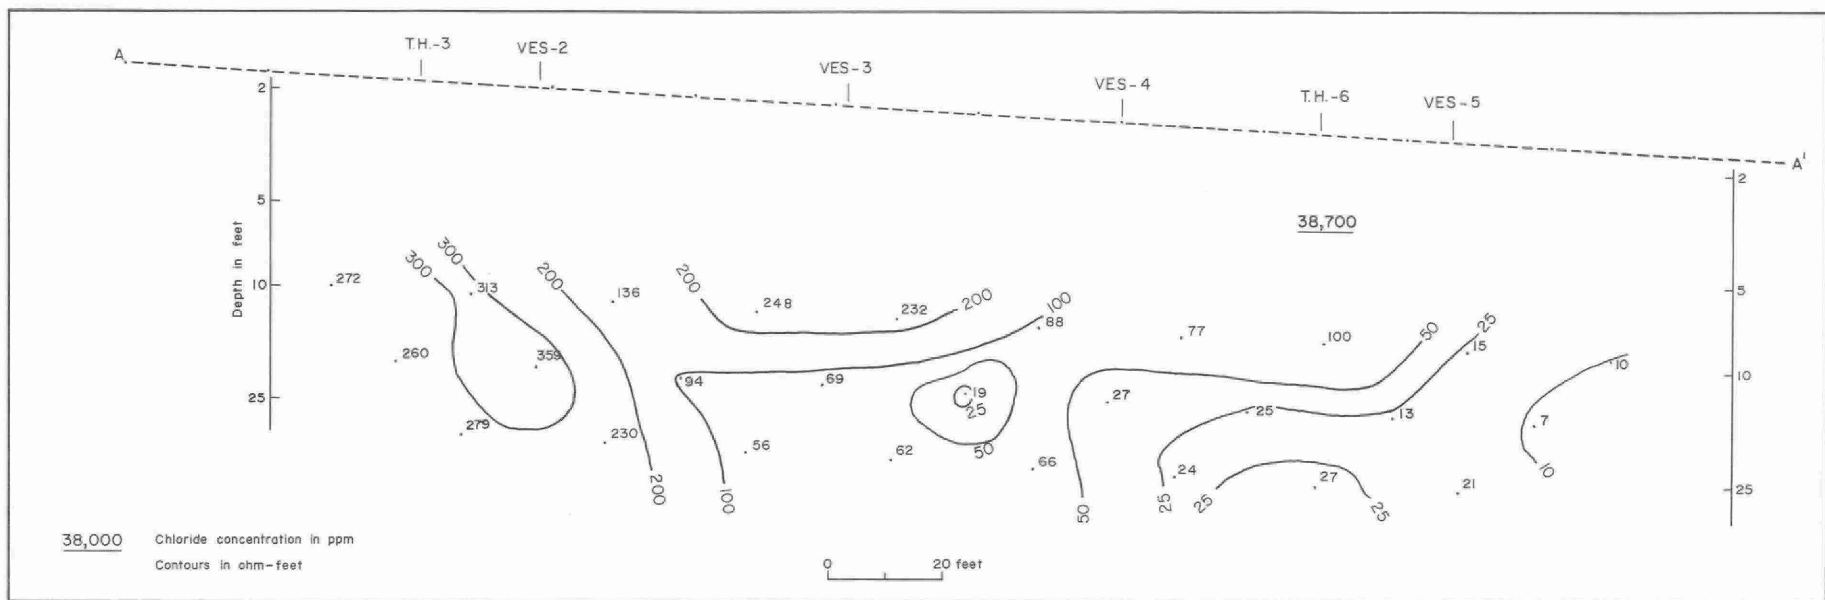 A T.H.-3 VES-2 VES-3 VES-4 T.H.-6 VES-5 A'
2 2
5
38,700
Depth in feet
300 300 200 200 200 100
272 313 136 248 232 88 77 100 50 25 15 10
10 5
260 359 94 69 19 27 25 13 7 10
25 25
279 230 56 62 50 66 24 27 21 10
200 100 50 25 25 25 25
38,000 Chloride concentration in ppm
Contours in ohm-feet
0 20 feet